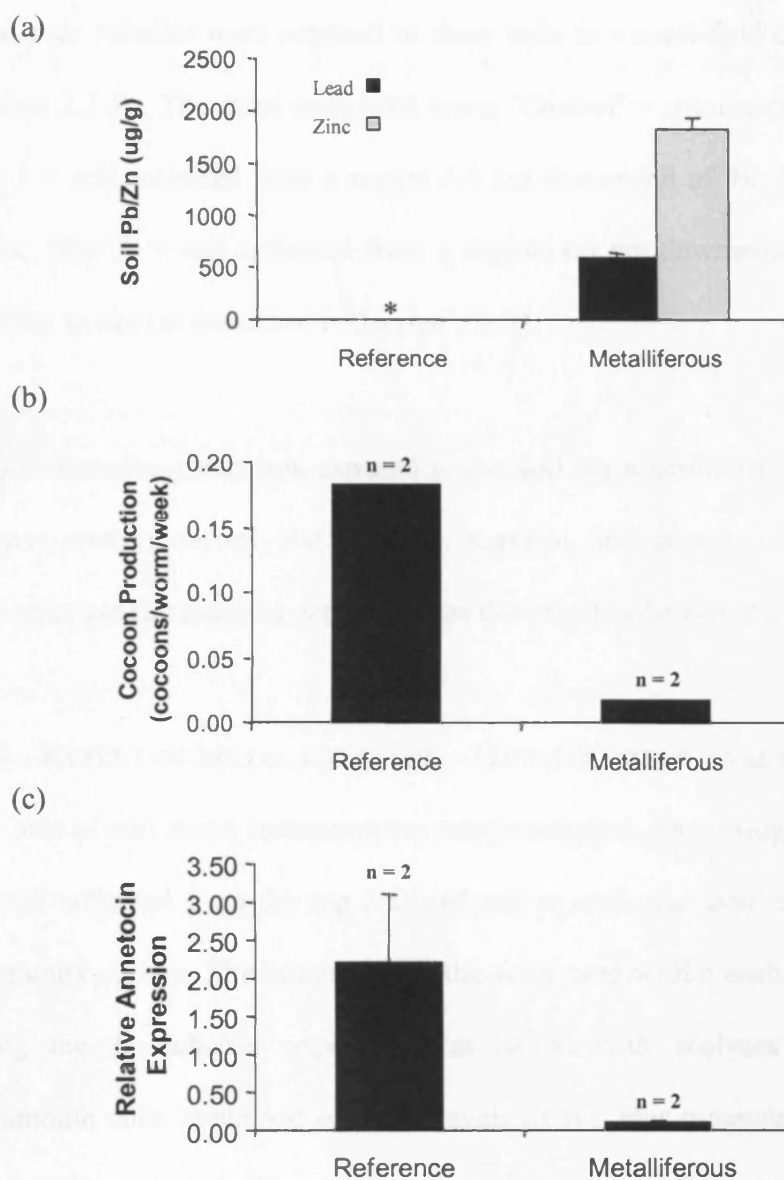 (a)
Soil Pb/Zn (ug/g)
2500
2000
1500
1000
500
0
Lead
Zinc
*
Reference Metalliferous
(b)
Cocoon Production
(cocoons/worm/week)
0.20
0.15
0.10
0.05
0.00
n = 2
n = 2
Reference Metalliferous
(c)
Relative Annetocin
Expression
3.50
3.00
2.50
2.00
1.50
1.00
0.50
0.00
n = 2
n = 2
Reference Metalliferous